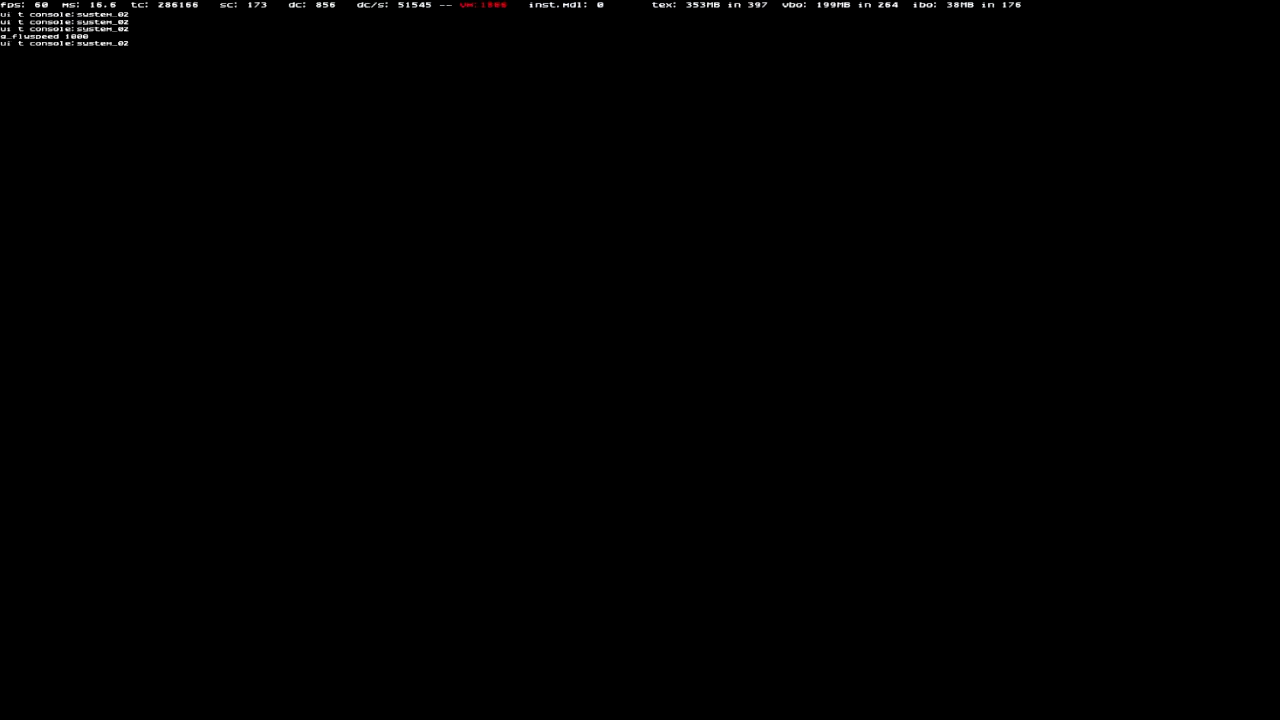 fps: 60 ms: 16.6 tc: 286166 sc: 173 dc: 856 dc/s: 51545 -- inst.mdl: 0 tex: 353MB in 397 vbo: 199MB in 264 ibo: 38MB in 176
ui t console:system_02
ui t console:system_02
ui t console:system_02
g_flyspeed 1000
ui t console:system_02